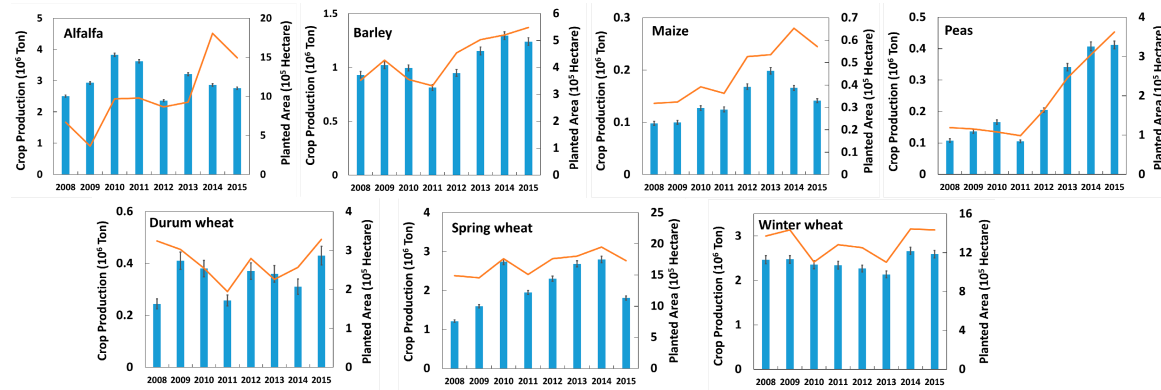 Alfalfa
Crop Production (10⁶ Ton)
5
4
3
2
1
0
20
15
10
5
0
Planted Area (10⁵ Hectare)
2008 2009 2010 2011 2012 2013 2014 2015
Barley
Crop Production (10⁶ Ton)
1.5
1
0.5
0
6
5
4
3
2
1
0
Planted Area (10⁵ Hectare)
2008 2009 2010 2011 2012 2013 2014 2015
Maize
Crop Production (10⁶ Ton)
0.3
0.2
0.1
0
0.7
0.6
0.5
0.4
0.3
0.2
0.1
0
Planted Area (10⁵ Hectare)
2008 2009 2010 2011 2012 2013 2014 2015
Peas
Crop Production (10⁶ Ton)
0.5
0.4
0.3
0.2
0.1
0
4
3
2
1
0
Planted Area (10⁵ Hectare)
2008 2009 2010 2011 2012 2013 2014 2015
Durum wheat
Crop Production (10⁶ Ton)
0.6
0.4
0.2
0
4
3
2
1
0
Planted Area (10⁵ Hectare)
2008 2009 2010 2011 2012 2013 2014 2015
Spring wheat
Crop Production (10⁶ Ton)
4
3
2
1
0
25
20
15
10
5
0
Planted Area (10⁵ Hectare)
2008 2009 2010 2011 2012 2013 2014 2015
Winter wheat
Crop Production (10⁶ Ton)
3
2
1
0
16
12
8
4
0
Planted Area (10⁵ Hectare)
2008 2009 2010 2011 2012 2013 2014 2015